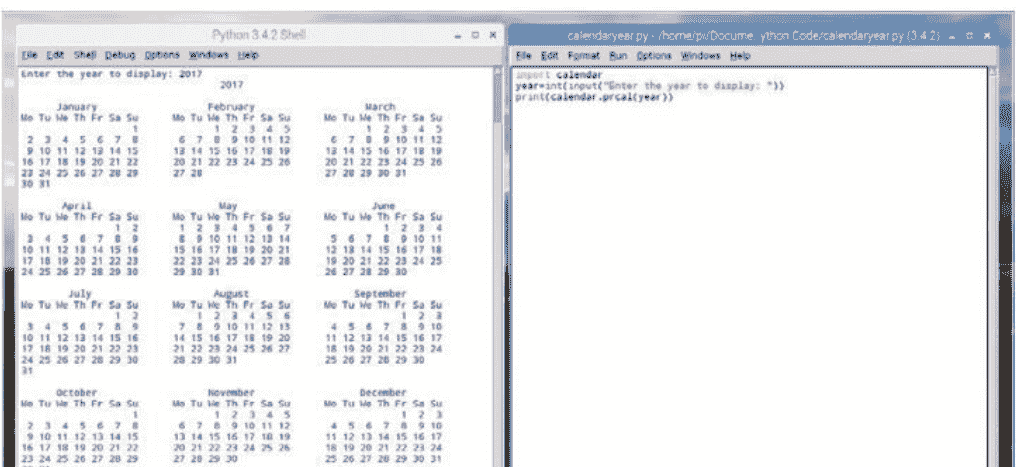 Python 3.4.2 Shell
File Edit Shell Debug Options Windows Help
Enter the year to display: 2017
2017
January February March
Mo Tu We Th Fr Sa Su Mo Tu We Th Fr Sa Su Mo Tu We Th Fr Sa Su
1 1 2 3 4 5 1 2 3 4 5
2 3 4 5 6 7 8 6 7 8 9 10 11 12 6 7 8 9 10 11 12
9 10 11 12 13 14 15 13 14 15 16 17 18 19 13 14 15 16 17 18 19
16 17 18 19 20 21 22 20 21 22 23 24 25 26 20 21 22 23 24 25 26
23 24 25 26 27 28 29 27 28 27 28 29 30 31
30 31
April May June
Mo Tu We Th Fr Sa Su Mo Tu We Th Fr Sa Su Mo Tu We Th Fr Sa Su
1 2 1 2 3 4 5 6 7 1 2 3 4
3 4 5 6 7 8 9 8 9 10 11 12 13 14 5 6 7 8 9 10 11
10 11 12 13 14 15 16 15 16 17 18 19 20 21 12 13 14 15 16 17 18
17 18 19 20 21 22 23 22 23 24 25 26 27 28 19 20 21 22 23 24 25
24 25 26 27 28 29 30 29 30 31 26 27 28 29 30
July August September
Mo Tu We Th Fr Sa Su Mo Tu We Th Fr Sa Su Mo Tu We Th Fr Sa Su
1 2 1 2 3 4 5 6 1 2 3
3 4 5 6 7 8 9 7 8 9 10 11 12 13 4 5 6 7 8 9 10
10 11 12 13 14 15 16 14 15 16 17 18 19 20 11 12 13 14 15 16 17
17 18 19 20 21 22 23 21 22 23 24 25 26 27 18 19 20 21 22 23 24
24 25 26 27 28 29 30 28 29 30 31 25 26 27 28 29 30
31
October November December
Mo Tu We Th Fr Sa Su Mo Tu We Th Fr Sa Su Mo Tu We Th Fr Sa Su
1 1 2 3 4 5 1 2 3
2 3 4 5 6 7 8 6 7 8 9 10 11 12 4 5 6 7 8 9 10
9 10 11 12 13 14 15 13 14 15 16 17 18 19 11 12 13 14 15 16 17
16 17 18 19 20 21 22 20 21 22 23 24 25 26 18 19 20 21 22 23 24
23 24 25 26 27 28 29 27 28 29 30 25 26 27 28 29 30 31
calendaryear.py - /home/pi/Docume ython Code/calendaryear.py (3.4.2)
File Edit Format Run Options Windows Help
import calendar
year=int(input("Enter the year to display: "))
print(calendar.prcal(year))